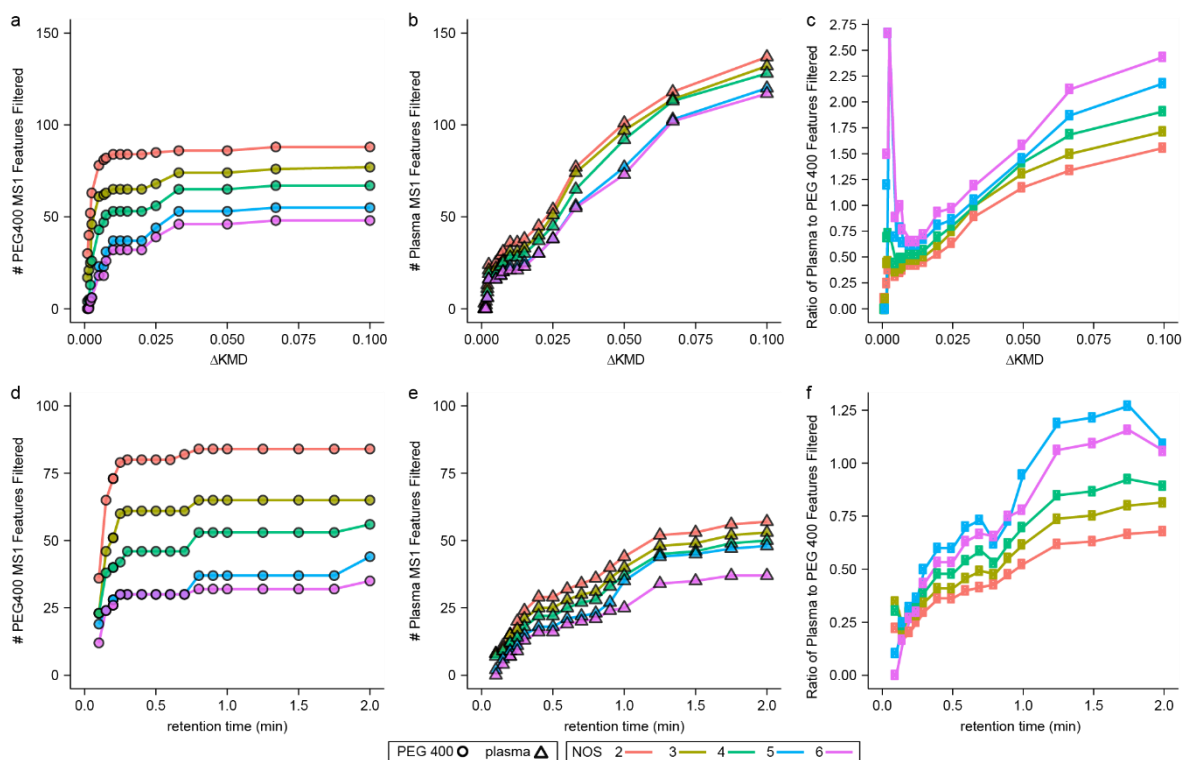 a
# PEG400 MS1 Features Filtered
150
100
50
0
0.000 0.025 0.050 0.075 0.100
ΔKMD
b
# Plasma MS1 Features Filtered
150
100
50
0
0.000 0.025 0.050 0.075 0.100
ΔKMD
c
Ratio of Plasma to PEG 400 Features Filtered
2.75
2.50
2.25
2.00
1.75
1.50
1.25
1.00
0.75
0.50
0.25
0.00
0.000 0.025 0.050 0.075 0.100
ΔKMD
d
# PEG400 MS1 Features Filtered
100
75
50
25
0
0.0 0.5 1.0 1.5 2.0
retention time (min)
e
# Plasma MS1 Features Filtered
100
75
50
25
0
0.0 0.5 1.0 1.5 2.0
retention time (min)
f
Ratio of Plasma to PEG 400 Features Filtered
1.25
1.00
0.75
0.50
0.25
0.00
0.0 0.5 1.0 1.5 2.0
retention time (min)
PEG 400 plasma NOS 2 3 4 5 6